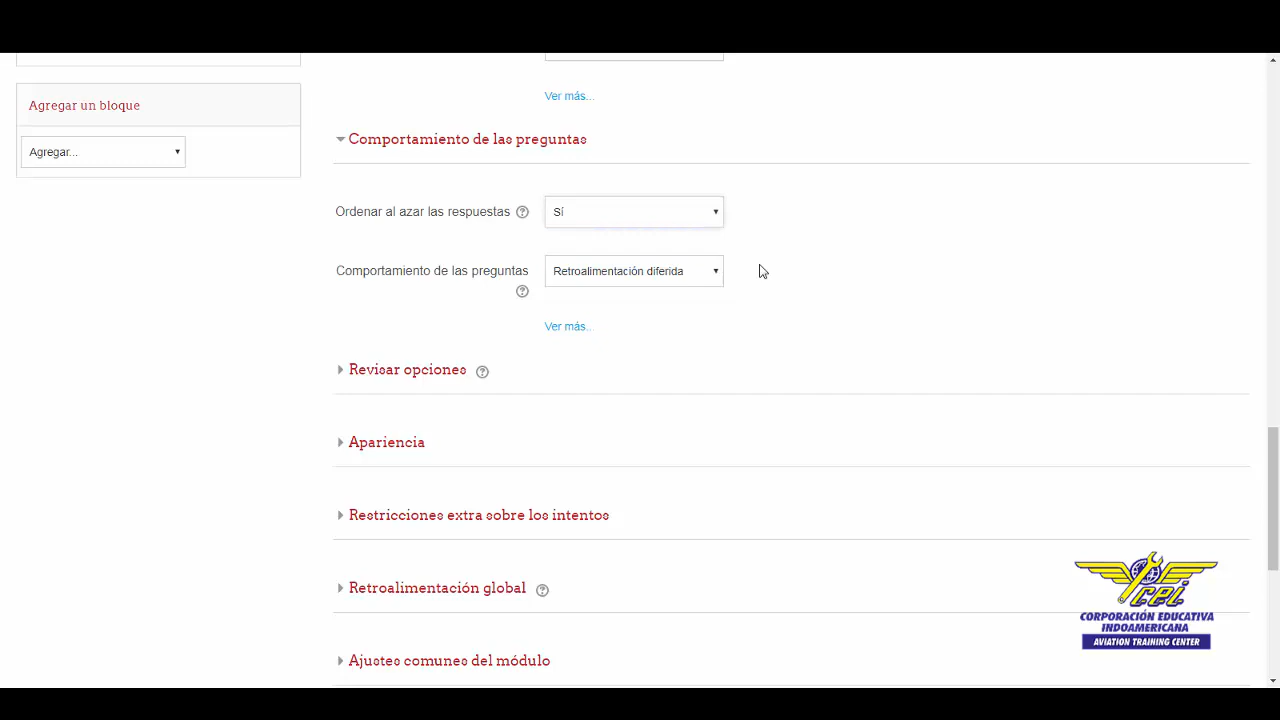 Ver más...
Agregar un bloque
Agregar...
Comportamiento de las preguntas
Ordenar al azar las respuestas
Sí
Comportamiento de las preguntas
Retroalimentación diferida
Ver más...
Revisar opciones
Apariencia
Restricciones extra sobre los intentos
Retroalimentación global
Ajustes comunes del módulo
cei
CORPORACIÓN EDUCATIVA
INDOAMERICANA
AVIATION TRAINING CENTER